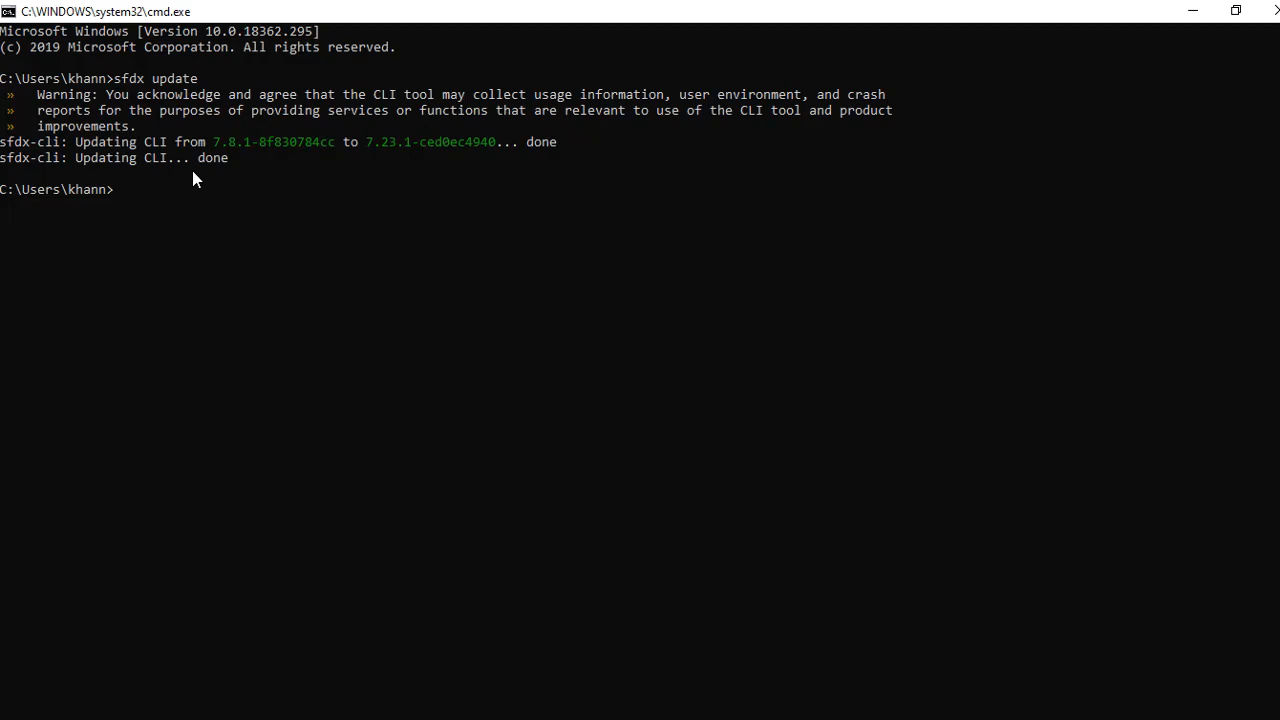 C:\WINDOWS\system32\cmd.exe
Microsoft Windows [Version 10.0.18362.295]
(c) 2019 Microsoft Corporation. All rights reserved.
C:\Users\khann>sfdx update
» Warning: You acknowledge and agree that the CLI tool may collect usage information, user environment, and crash
» reports for the purposes of providing services or functions that are relevant to use of the CLI tool and product
» improvements.
sfdx-cli: Updating CLI from 7.8.1-8f830784cc to 7.23.1-ced0ec4940... done
sfdx-cli: Updating CLI... done
C:\Users\khann>